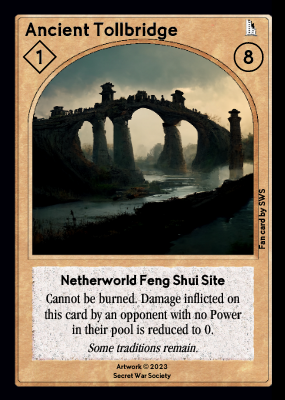 Ancient Tollbridge
1
8
Fan card by SWS
Netherworld Feng Shui Site
Cannot be burned. Damage inflicted on
this card by an opponent with no Power
in their pool is reduced to 0.
Some traditions remain.
Artwork © 2023
Secret War Society